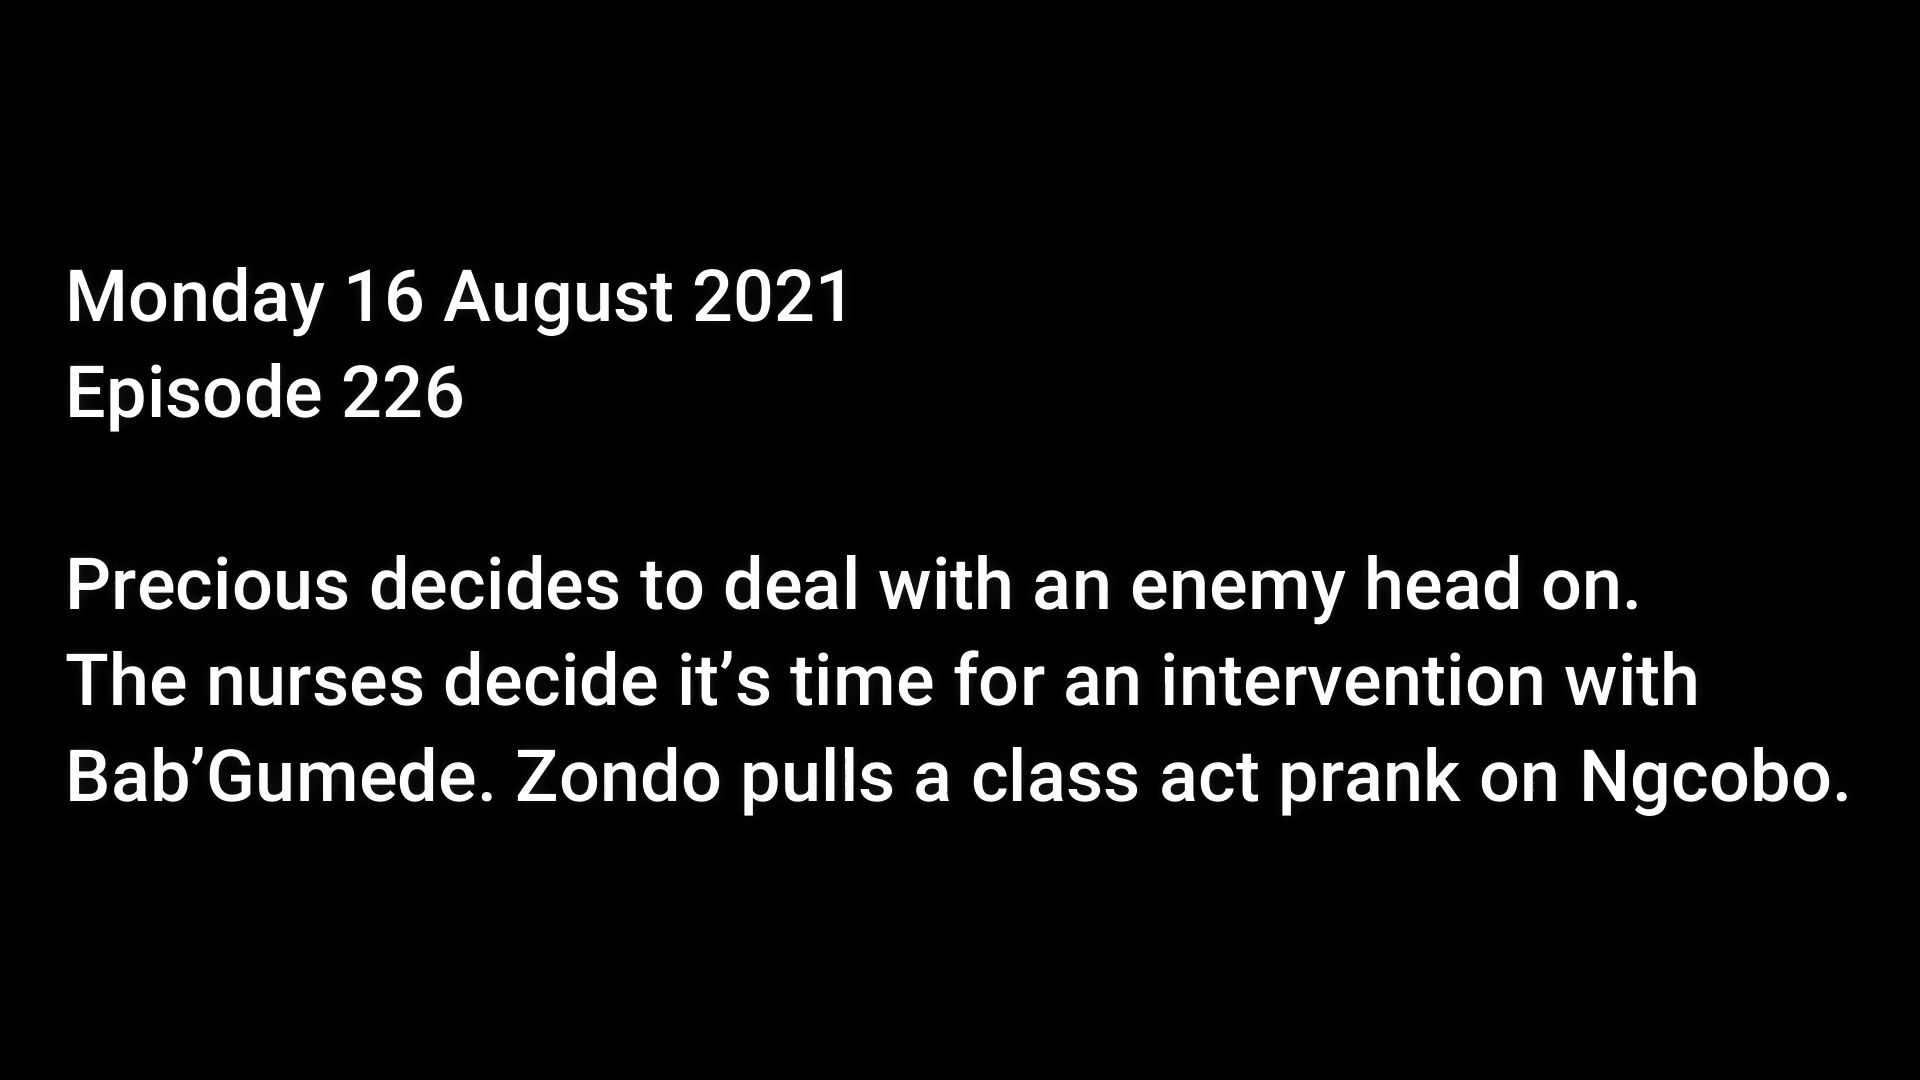 Monday 16 August 2021
Episode 226
Precious decides to deal with an enemy head on.
The nurses decide it’s time for an intervention with
Bab’Gumede. Zondo pulls a class act prank on Ngcobo.